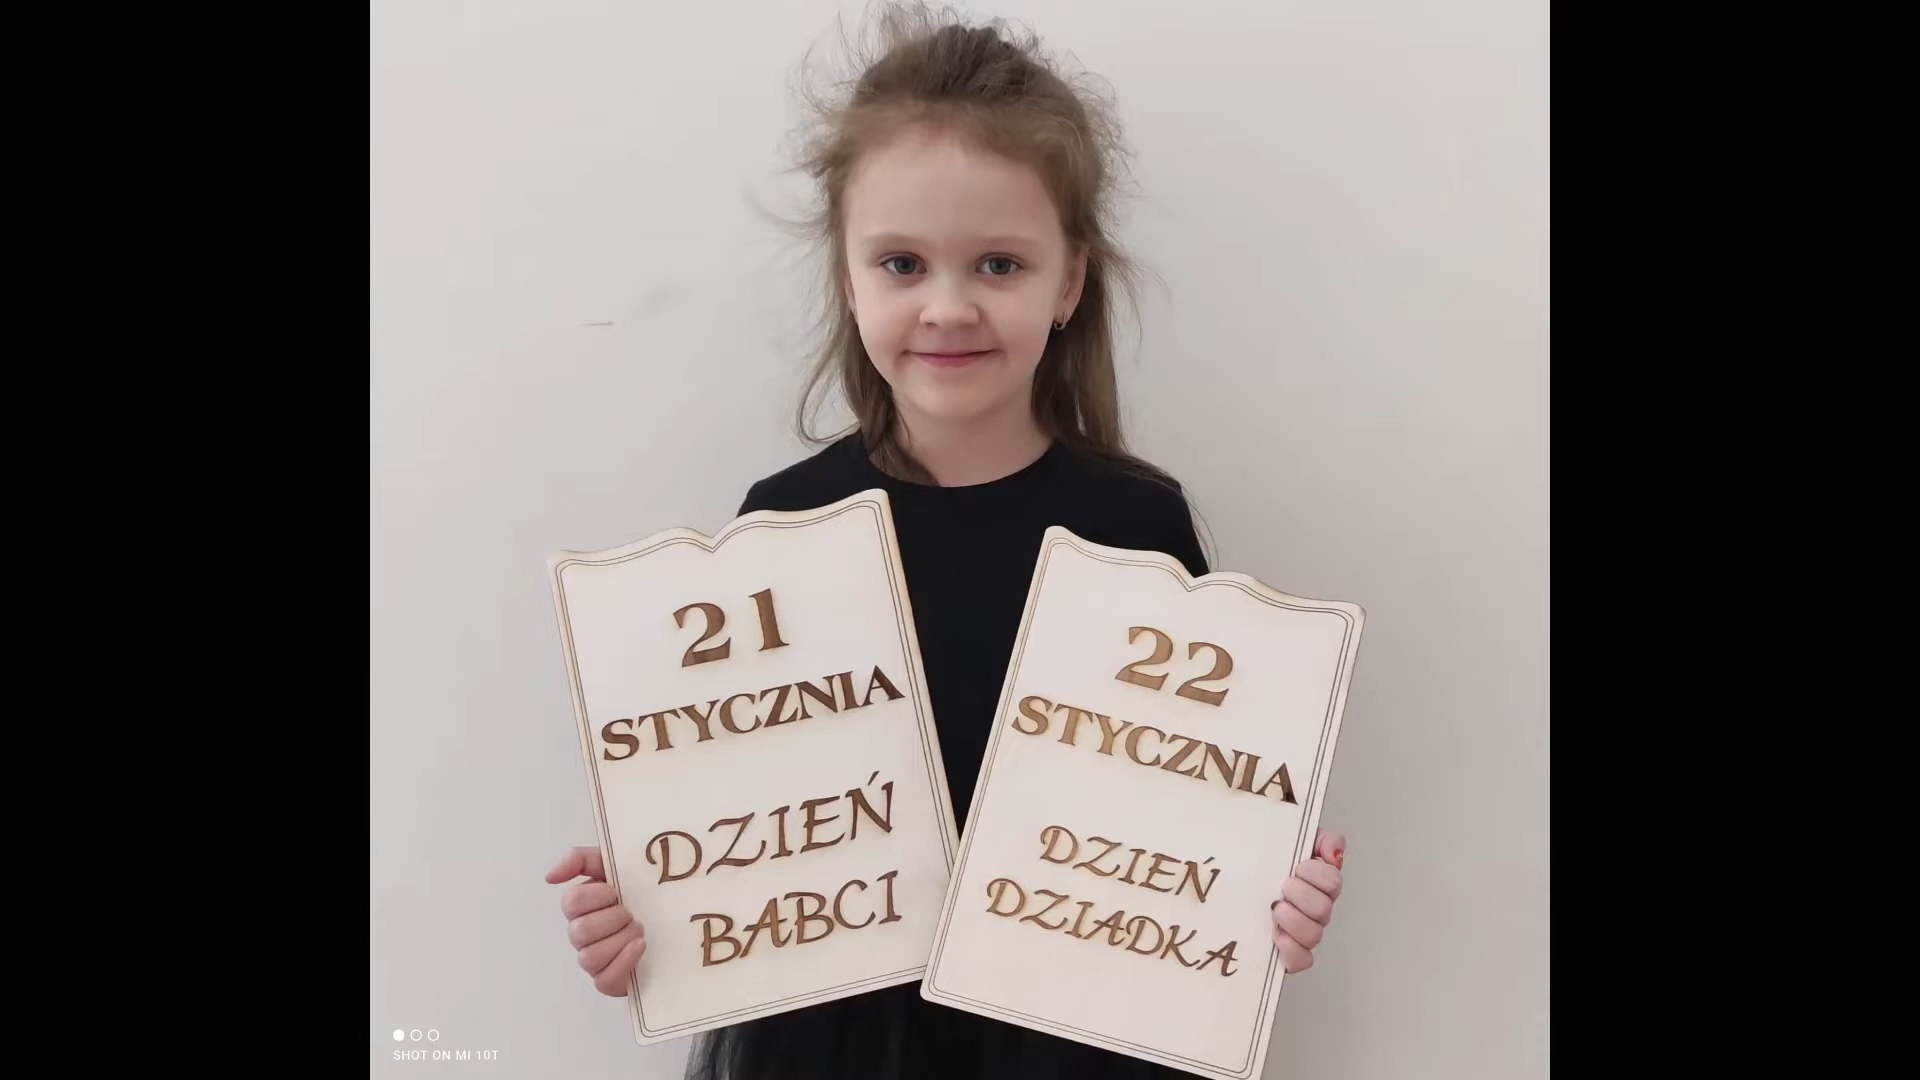 21
STYCZNIA
DZIEŃ
BABCI
22
STYCZNIA
DZIEŃ
DZIADKA
SHOT ON MI 10T